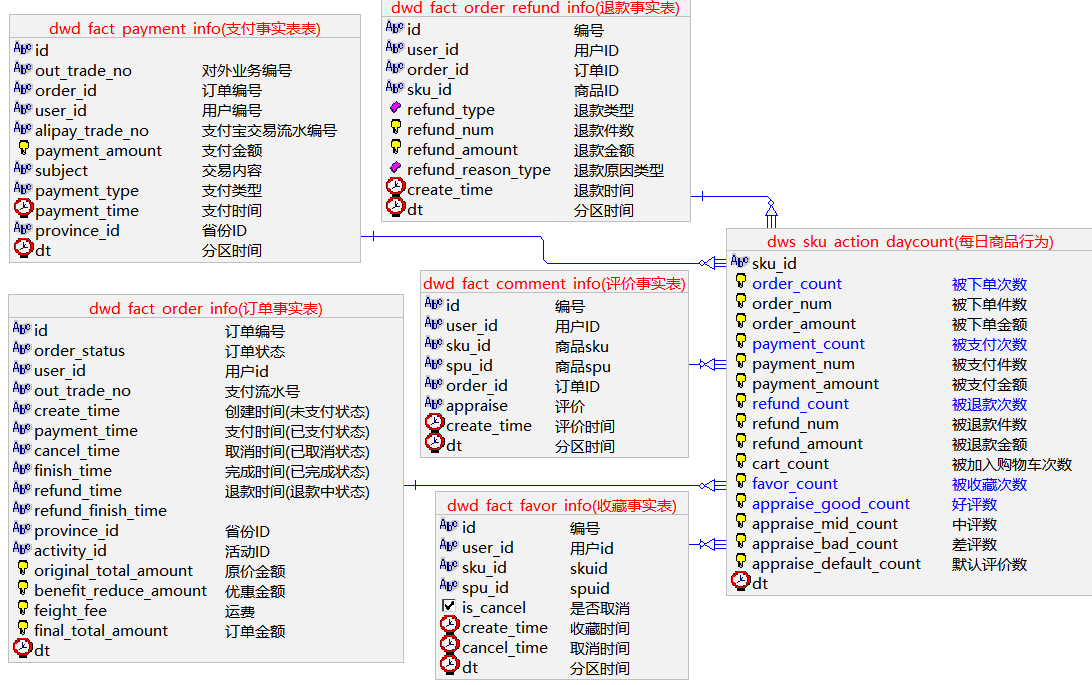 dwd_fact_payment_info(支付事实表表)
id
out_trade_no 对外业务编号
order_id 订单编号
user_id 用户编号
alipay_trade_no 支付宝交易流水编号
payment_amount 支付金额
subject 交易内容
payment_type 支付类型
payment_time 支付时间
province_id 省份ID
dt 分区时间
dwd_fact_order_refund_info(退款事实表)
id 编号
user_id 用户ID
order_id 订单ID
sku_id 商品ID
refund_type 退款类型
refund_num 退款件数
refund_amount 退款金额
refund_reason_type 退款原因类型
create_time 退款时间
dt 分区时间
dwd_fact_order_info(订单事实表)
id 订单编号
order_status 订单状态
user_id 用户id
out_trade_no 支付流水号
create_time 创建时间(未支付状态)
payment_time 支付时间(已支付状态)
cancel_time 取消时间(已取消状态)
finish_time 完成时间(已完成状态)
refund_time 退款时间(退款中状态)
refund_finish_time
province_id 省份ID
activity_id 活动ID
original_total_amount 原价金额
benefit_reduce_amount 优惠金额
feight_fee 运费
final_total_amount 订单金额
dt
dwd_fact_comment_info(评价事实表)
id 编号
user_id 用户ID
sku_id 商品sku
spu_id 商品spu
order_id 订单ID
appraise 评价
create_time 评价时间
dt 分区时间
dwd_fact_favor_info(收藏事实表)
id 编号
user_id 用户id
sku_id skuid
spu_id spuid
is_cancel 是否取消
create_time 收藏时间
cancel_time 取消时间
dt 分区时间
dws_sku_action_daycount(每日商品行为)
sku_id
order_count 被下单次数
order_num 被下单件数
order_amount 被下单金额
payment_count 被支付次数
payment_num 被支付件数
payment_amount 被支付金额
refund_count 被退款次数
refund_num 被退款件数
refund_amount 被退款金额
cart_count 被加入购物车次数
favor_count 被收藏次数
appraise_good_count 好评数
appraise_mid_count 中评数
appraise_bad_count 差评数
appraise_default_count 默认评价数
dt